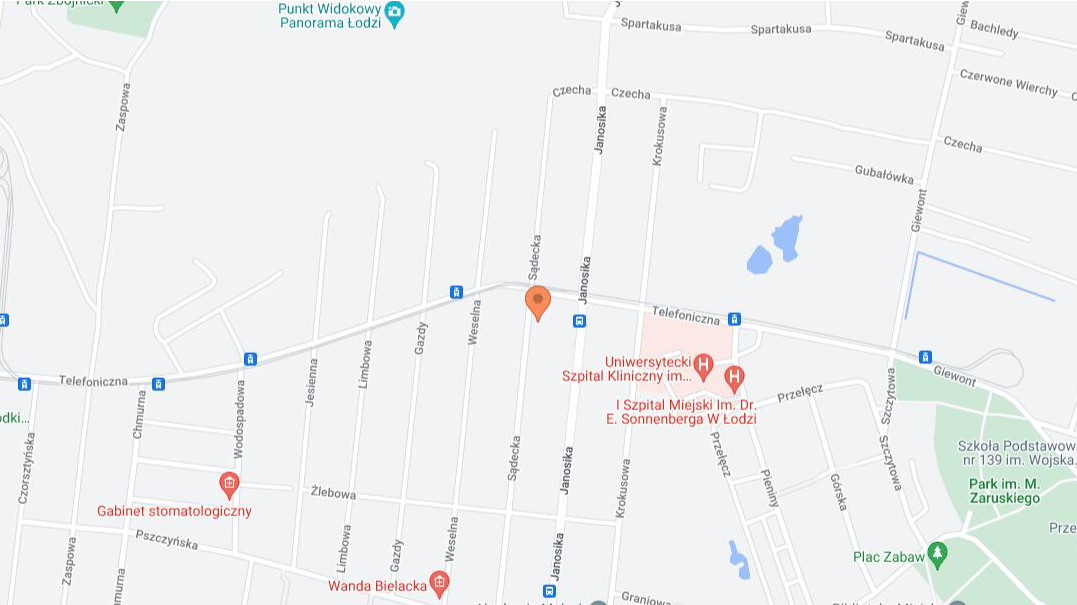 Park Zbójnicki
Punkt Widokowy
Panorama Łodzi
Giewont
Bachledy
Spartakusa
Spartakusa
Spartakusa
Czerwone Wierchy
Zaspowa
Czecha
Czecha
Janosika
Krokusowa
Czecha
Gubałówka
Giewont
Sądecka
Janosika
Telefoniczna
Weselna
Gazdy
Limbowa
Jesienna
Uniwersytecki
Szpital Kliniczny im...
H
H
Giewont
Telefoniczna
Chmurna
Wodospadowa
I Szpital Miejski Im. Dr.
E. Sonnenberga W Łodzi
Przełęcz
Szczytowa
dki...
Czorsztyńska
Sądecka
Janosika
Krokusowa
Przełęcz
Pieniny
Górska
Szczytowa
Szkoła Podstawow
nr 139 im. Wojska.
Park im. M.
Zaruskiego
Żlebowa
Gabinet stomatologiczny
Pszczyńska
Prze
Zaspowa
hmurna
Limbowa
Gazdy
Weselna
Janosika
Plac Zabaw
Wanda Bielacka
Graniowa